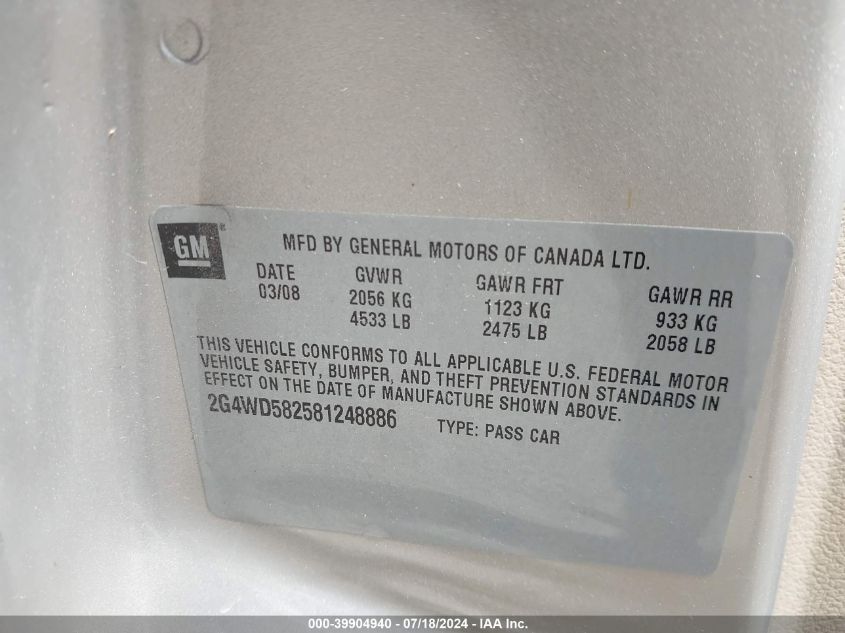 GM®
MFD BY GENERAL MOTORS OF CANADA LTD.
DATE GVWR GAWR FRT GAWR RR
03/08 2056 KG 1123 KG 933 KG
4533 LB 2475 LB 2058 LB
THIS VEHICLE CONFORMS TO ALL APPLICABLE U.S. FEDERAL MOTOR
VEHICLE SAFETY, BUMPER, AND THEFT PREVENTION STANDARDS IN
EFFECT ON THE DATE OF MANUFACTURE SHOWN ABOVE.
2G4WD582581248886 TYPE: PASS CAR
000-39904940 - 07/18/2024 - IAA Inc.